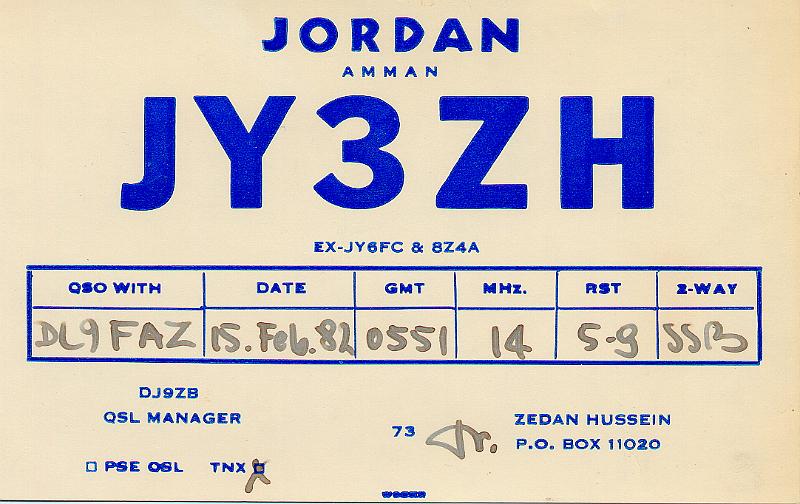 JORDAN
AMMAN
JY3ZH
EX-JY6FC & 8Z4A
QSO WITH DATE GMT MHz. RST 2-WAY
DL9FAZ 15.Feb.82 0551 14 5-9 SSB
DJ9ZB
QSL MANAGER
73
ZEDAN HUSSEIN
P.O. BOX 11020
PSE QSL TNX